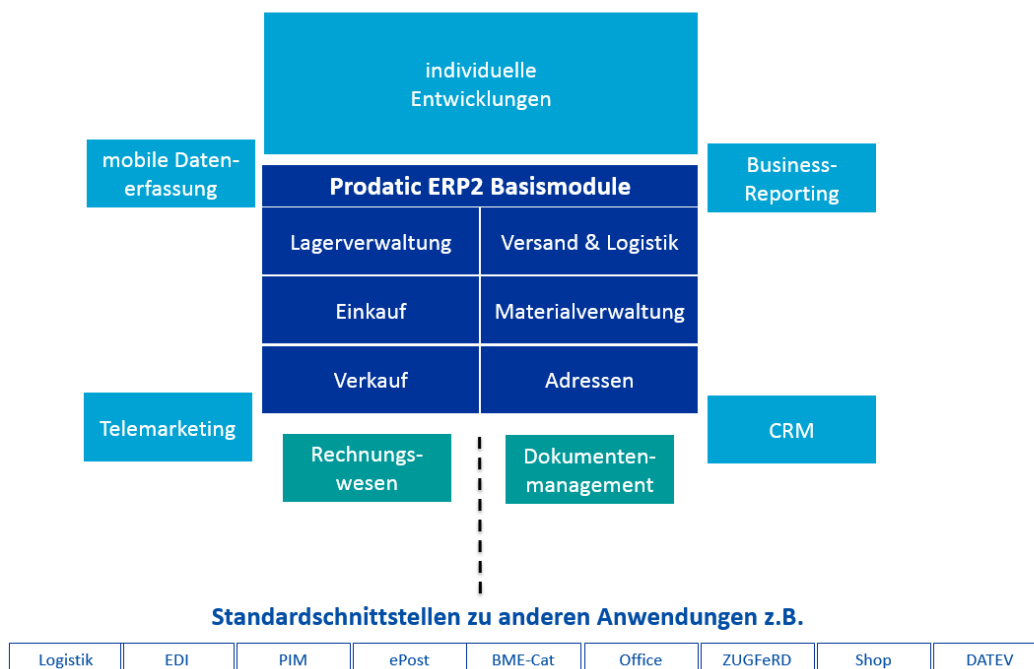 individuelle
Entwicklungen
mobile Daten-
erfassung
Business-
Reporting
Prodatic ERP2 Basismodule
Lagerverwaltung
Versand & Logistik
Einkauf
Materialverwaltung
Verkauf
Adressen
Telemarketing
CRM
Rechnungs-
wesen
Dokumenten-
management
Standardschnittstellen zu anderen Anwendungen z.B.
Logistik
EDI
PIM
ePost
BME-Cat
Office
ZUGFeRD
Shop
DATEV